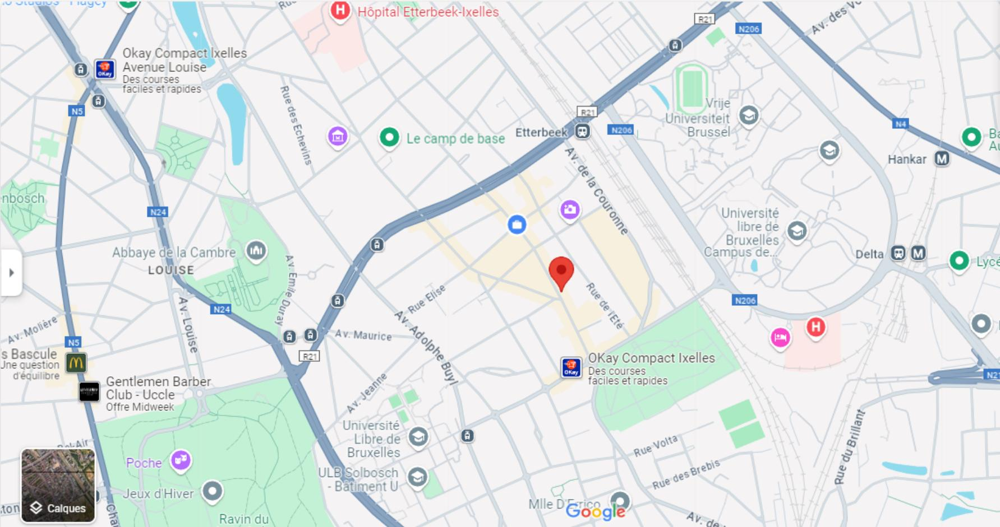 Studios - Flagey
Hôpital Etterbeek-Ixelles
R21
N206
Av. des
Okay Compact Ixelles
Avenue Louise
Des courses
faciles et rapides
OKay
N5
Rue des Echevins
Le camp de base
Etterbeek
R21
N206
Vrije
Universiteit
Brussel
N4
Hankar
M
Av. de la Couronne
enbosch
N24
Université
libre de
Bruxelles
Campus de...
Delta
M
Lycé
Abbaye de la Cambre
LOUISE
Av. Emile Duray
Rue Elise
Rue de l'Eté
N206
N24
Av. Louise
Av. Molière
N5
Av. Maurice
Av. Adolphe Buyl
R21
H
s Bascule
Une question
d'équilibre
OKay Compact Ixelles
Des courses
faciles et rapides
OKay
Gentlemen Barber
Club - Uccle
Offre Midweek
Av. Jeanne
N2
Université
Libre de
Bruxelles
Rue Volta
Rue du Brillant
Rue des Brebis
Poche
ULB Solbosch
- Bâtiment U
Jeux d'Hiver
Calques
Mlle D'Errico
Google
Ravin du
Av. de